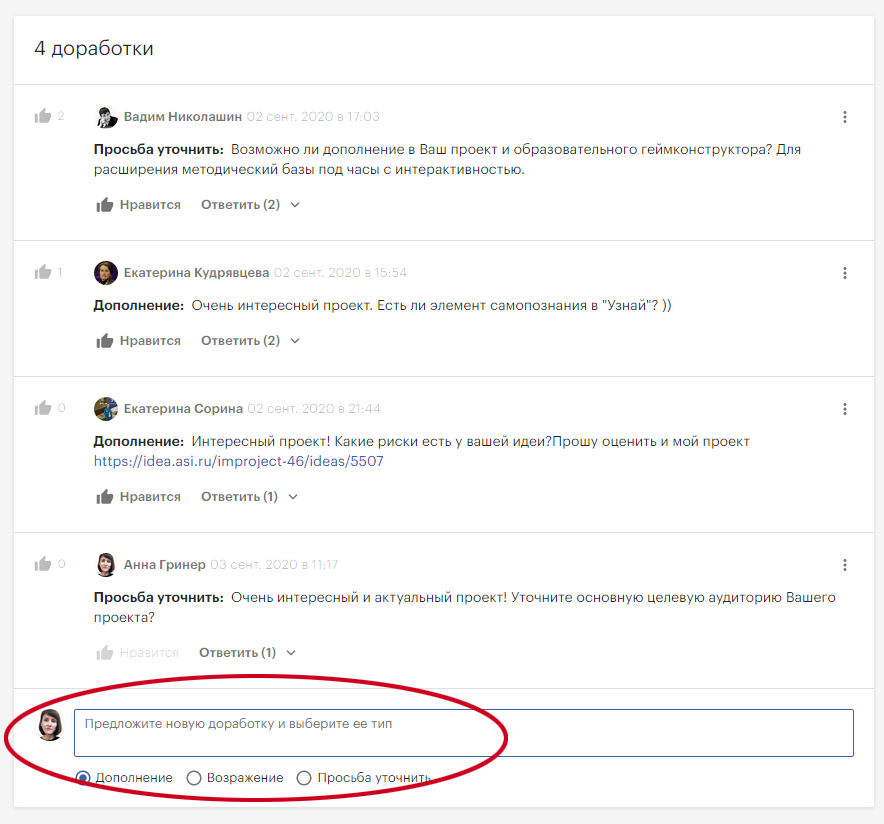 4 доработки
2 Вадим Николашин 02 сент. 2020 в 17:03
Просьба уточнить: Возможно ли дополнение в Ваш проект и образовательного геймконструктора? Для
расширения методический базы под часы с интерактивностью.
Нравится Ответить (2)
1 Екатерина Кудрявцева 02 сент. 2020 в 15:54
Дополнение: Очень интересный проект. Есть ли элемент самопознания в "Узнай"? ))
Нравится Ответить (2)
0 Екатерина Сорина 02 сент. 2020 в 21:44
Дополнение: Интересный проект! Какие риски есть у вашей идеи?Прошу оценить и мой проект
https://idea.asi.ru/improject-46/ideas/5507
Нравится Ответить (1)
0 Анна Гринер 03 сент. 2020 в 11:17
Просьба уточнить: Очень интересный и актуальный проект! Уточните основную целевую аудиторию Вашего
проекта?
Нравится Ответить (1)
Предложите новую доработку и выберите ее тип
Дополнение Возражение Просьба уточнить